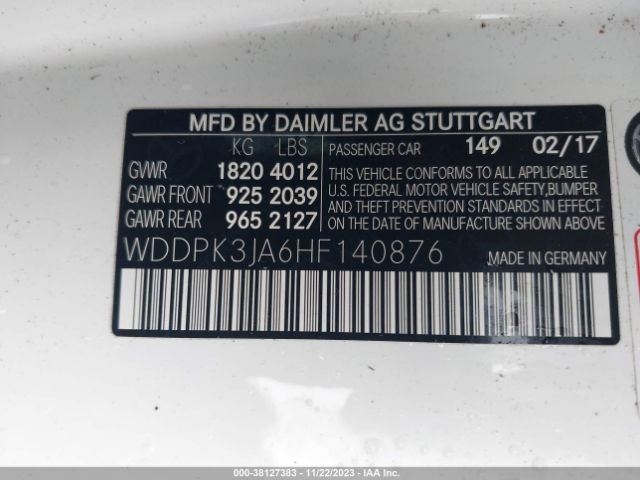 MFD BY DAIMLER AG STUTTGART
KG LBS
GVWR 1820 4012
GAWR FRONT 925 2039
GAWR REAR 965 2127
PASSENGER CAR 149 02/17
THIS VEHICLE CONFORMS TO ALL APPLICABLE
U.S. FEDERAL MOTOR VEHICLE SAFETY,BUMPER
AND THEFT PREVENTION STANDARDS IN EFFECT
ON THE DATE OF MANUFACTURE SHOWN ABOVE
WDDPK3JA6HF140876 MADE IN GERMANY
000-38127383 - 11/22/2023 - IAAI.COM